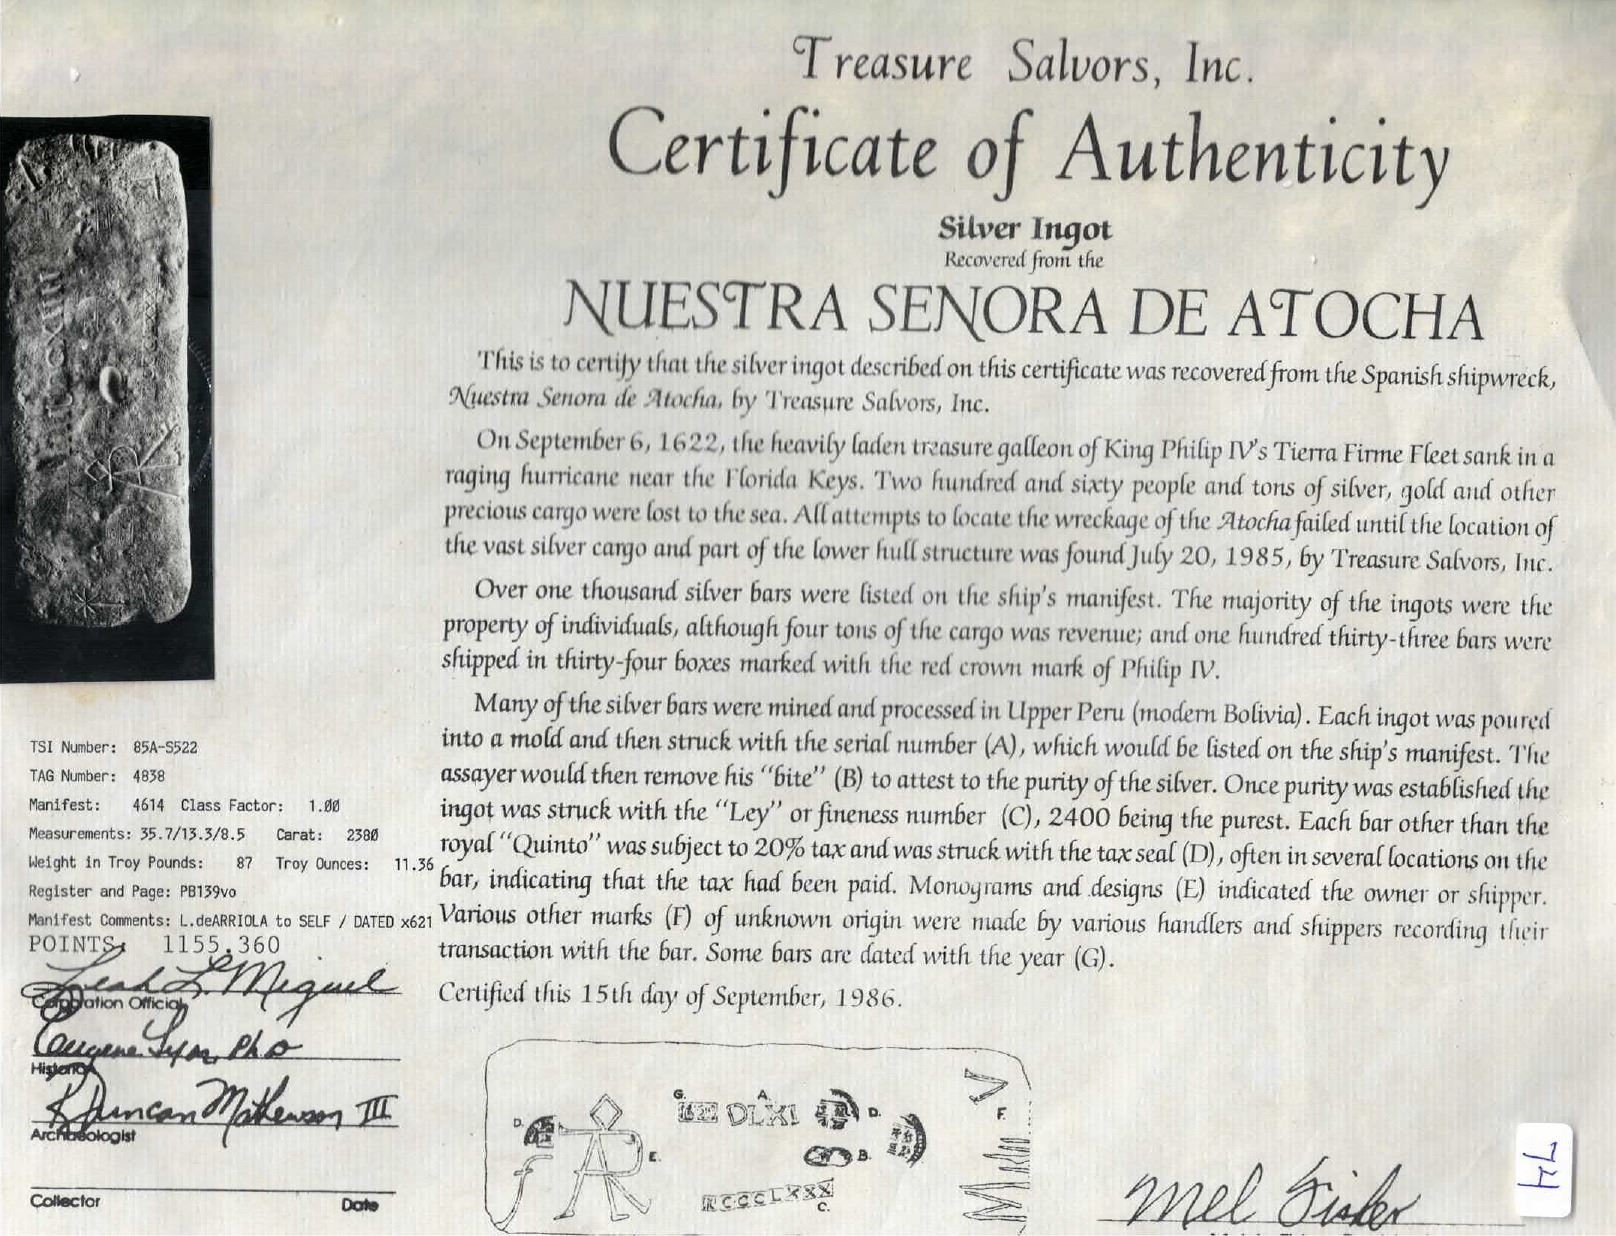 Treasure Salvors, Inc.
Certificate of Authenticity
Silver Ingot
Recovered from the
NUESTRA SENORA DE ATOCHA
This is to certify that the silver ingot described on this certificate was recovered from the Spanish shipwreck,
Nuestra Senora de Atocha, by Treasure Salvors, Inc.
On September 6, 1622, the heavily laden treasure galleon of King Philip IV's Tierra Firme Fleet sank in a
raging hurricane near the Florida Keys. Two hundred and sixty people and tons of silver, gold and other
precious cargo were lost to the sea. All attempts to locate the wreckage of the Atocha failed until the location of
the vast silver cargo and part of the lower hull structure was found July 20, 1985, by Treasure Salvors, Inc.
Over one thousand silver bars were listed on the ship's manifest. The majority of the ingots were the
property of individuals, although four tons of the cargo was revenue; and one hundred thirty-three bars were
shipped in thirty-four boxes marked with the red crown mark of Philip IV.
Many of the silver bars were mined and processed in Upper Peru (modern Bolivia). Each ingot was poured
into a mold and then struck with the serial number (A), which would be listed on the ship's manifest. The
assayer would then remove his "bite" (B) to attest to the purity of the silver. Once purity was established the
ingot was struck with the "Ley" or fineness number (C), 2400 being the purest. Each bar other than the
royal "Quinto" was subject to 20% tax and was struck with the tax seal (D), often in several locations on the
bar, indicating that the tax had been paid. Monograms and designs (E) indicated the owner or shipper.
Various other marks (F) of unknown origin were made by various handlers and shippers recording their
transaction with the bar. Some bars are dated with the year (G).
Certified this 15th day of September, 1986.
TSI Number: 85A-S522
TAG Number: 4838
Manifest: 4614 Class Factor: 1.00
Measurements: 35.7/13.3/8.5 Carat: 2380
Weight in Troy Pounds: 87 Troy Ounces: 11.36
Register and Page: PB139vo
Manifest Comments: L.deARRIOLA to SELF / DATED x621
POINTS: 1155.360
Leah L. Miguel
Corporation Official
Eugene Lyon, PhD
Historian
R Duncan Mathewson III
Archaeologist
Collector Date
G. A.
DLXI
D. D.
F.
E. B.
CCCLXXX
C.
Mel Fisher
74